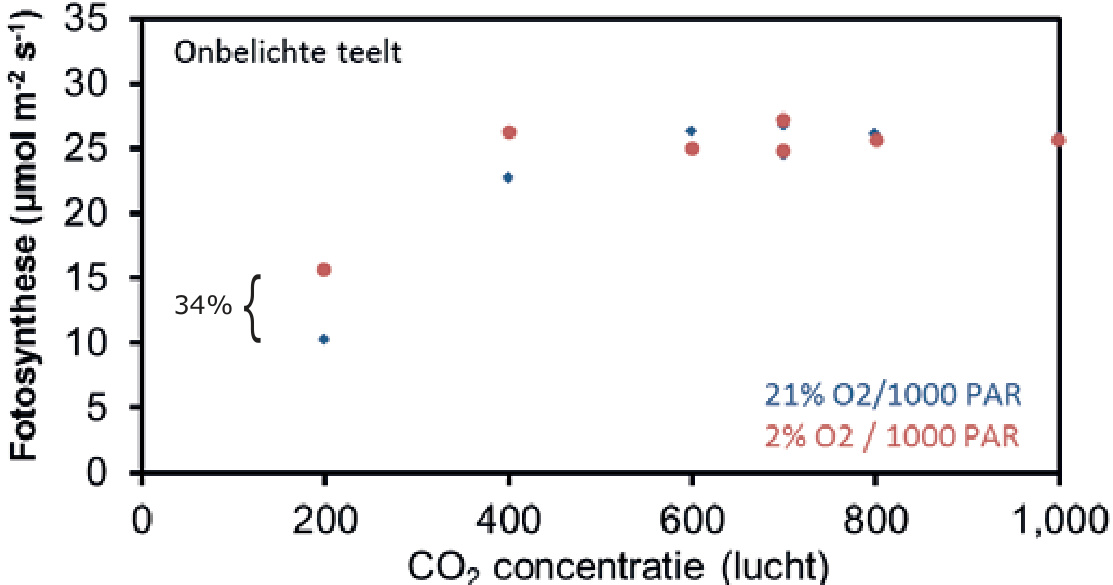 Fotosynthese (µmol m⁻² s⁻¹)
35
30
25
20
15
10
5
0
Onbelichte teelt
34%
21% O2/1000 PAR
2% O2 / 1000 PAR
0 200 400 600 800 1,000
CO₂ concentratie (lucht)